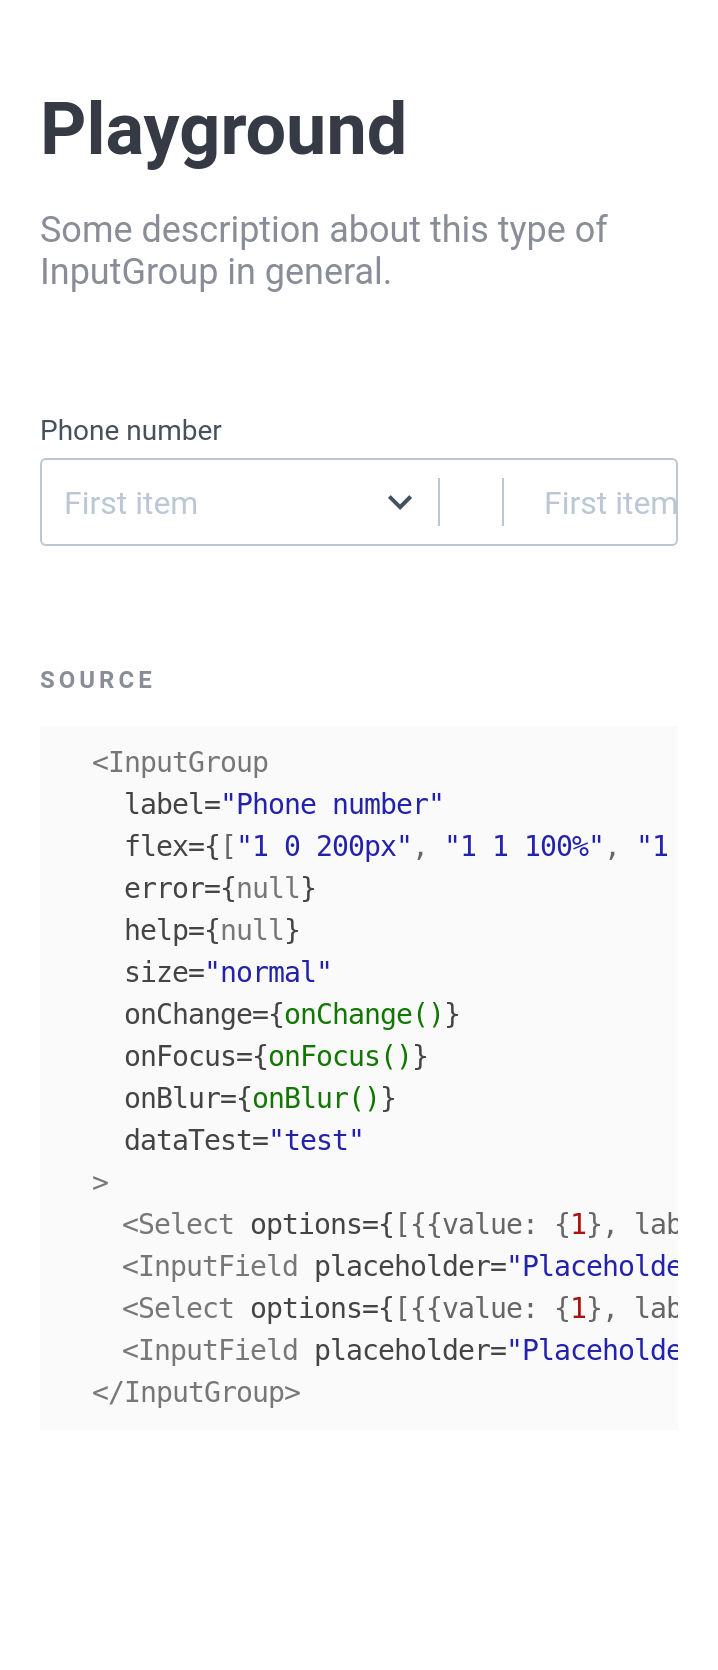 Playground
Some description about this type of
InputGroup in general.
Phone number
First item First item
SOURCE
<InputGroup
label="Phone number"
flex={["1 0 200px", "1 1 100%", "1
error={null}
help={null}
size="normal"
onChange={onChange()}
onFocus={onFocus()}
onBlur={onBlur()}
dataTest="test"
>
<Select options={[{{value: {1}, lab
<InputField placeholder="Placeholde
<Select options={[{{value: {1}, lab
<InputField placeholder="Placeholde
</InputGroup>